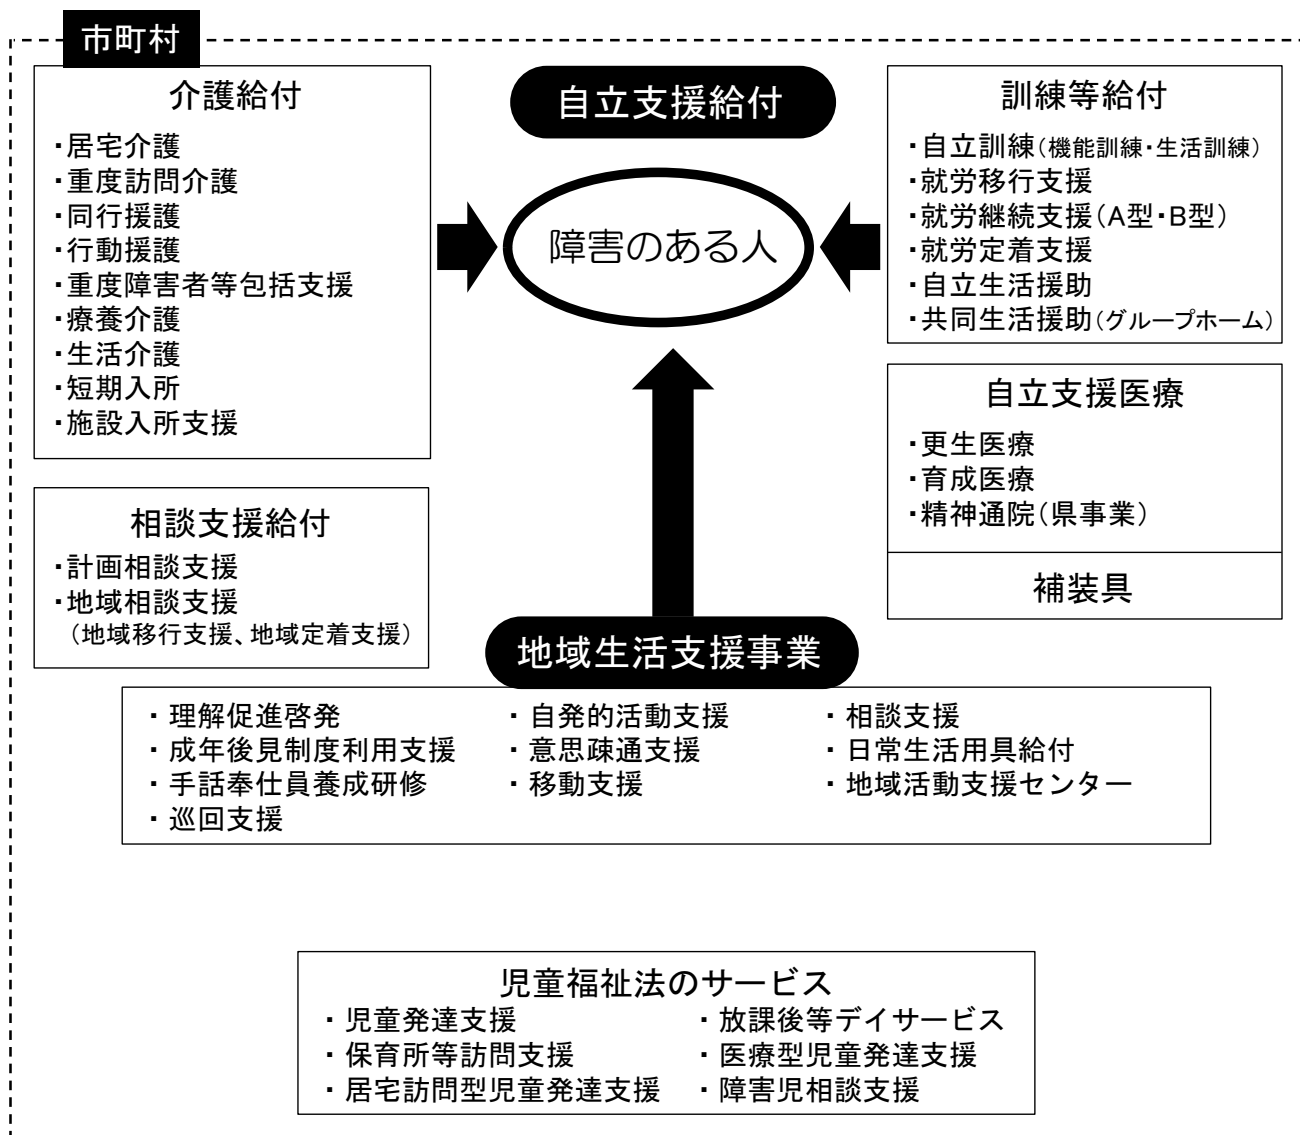 市町村
介護給付
・居宅介護
・重度訪問介護
・同行援護
・行動援護
・重度障害者等包括支援
・療養介護
・生活介護
・短期入所
・施設入所支援
相談支援給付
・計画相談支援
・地域相談支援
（地域移行支援、地域定着支援）
自立支援給付
障害のある人
訓練等給付
・自立訓練（機能訓練・生活訓練）
・就労移行支援
・就労継続支援（A型・B型）
・就労定着支援
・自立生活援助
・共同生活援助（グループホーム）
自立支援医療
・更生医療
・育成医療
・精神通院（県事業）
補装具
地域生活支援事業
・理解促進啓発 ・自発的活動支援 ・相談支援
・成年後見制度利用支援 ・意思疎通支援 ・日常生活用具給付
・手話奉仕員養成研修 ・移動支援 ・地域活動支援センター
・巡回支援
児童福祉法のサービス
・児童発達支援 ・放課後等デイサービス
・保育所等訪問支援 ・医療型児童発達支援
・居宅訪問型児童発達支援 ・障害児相談支援